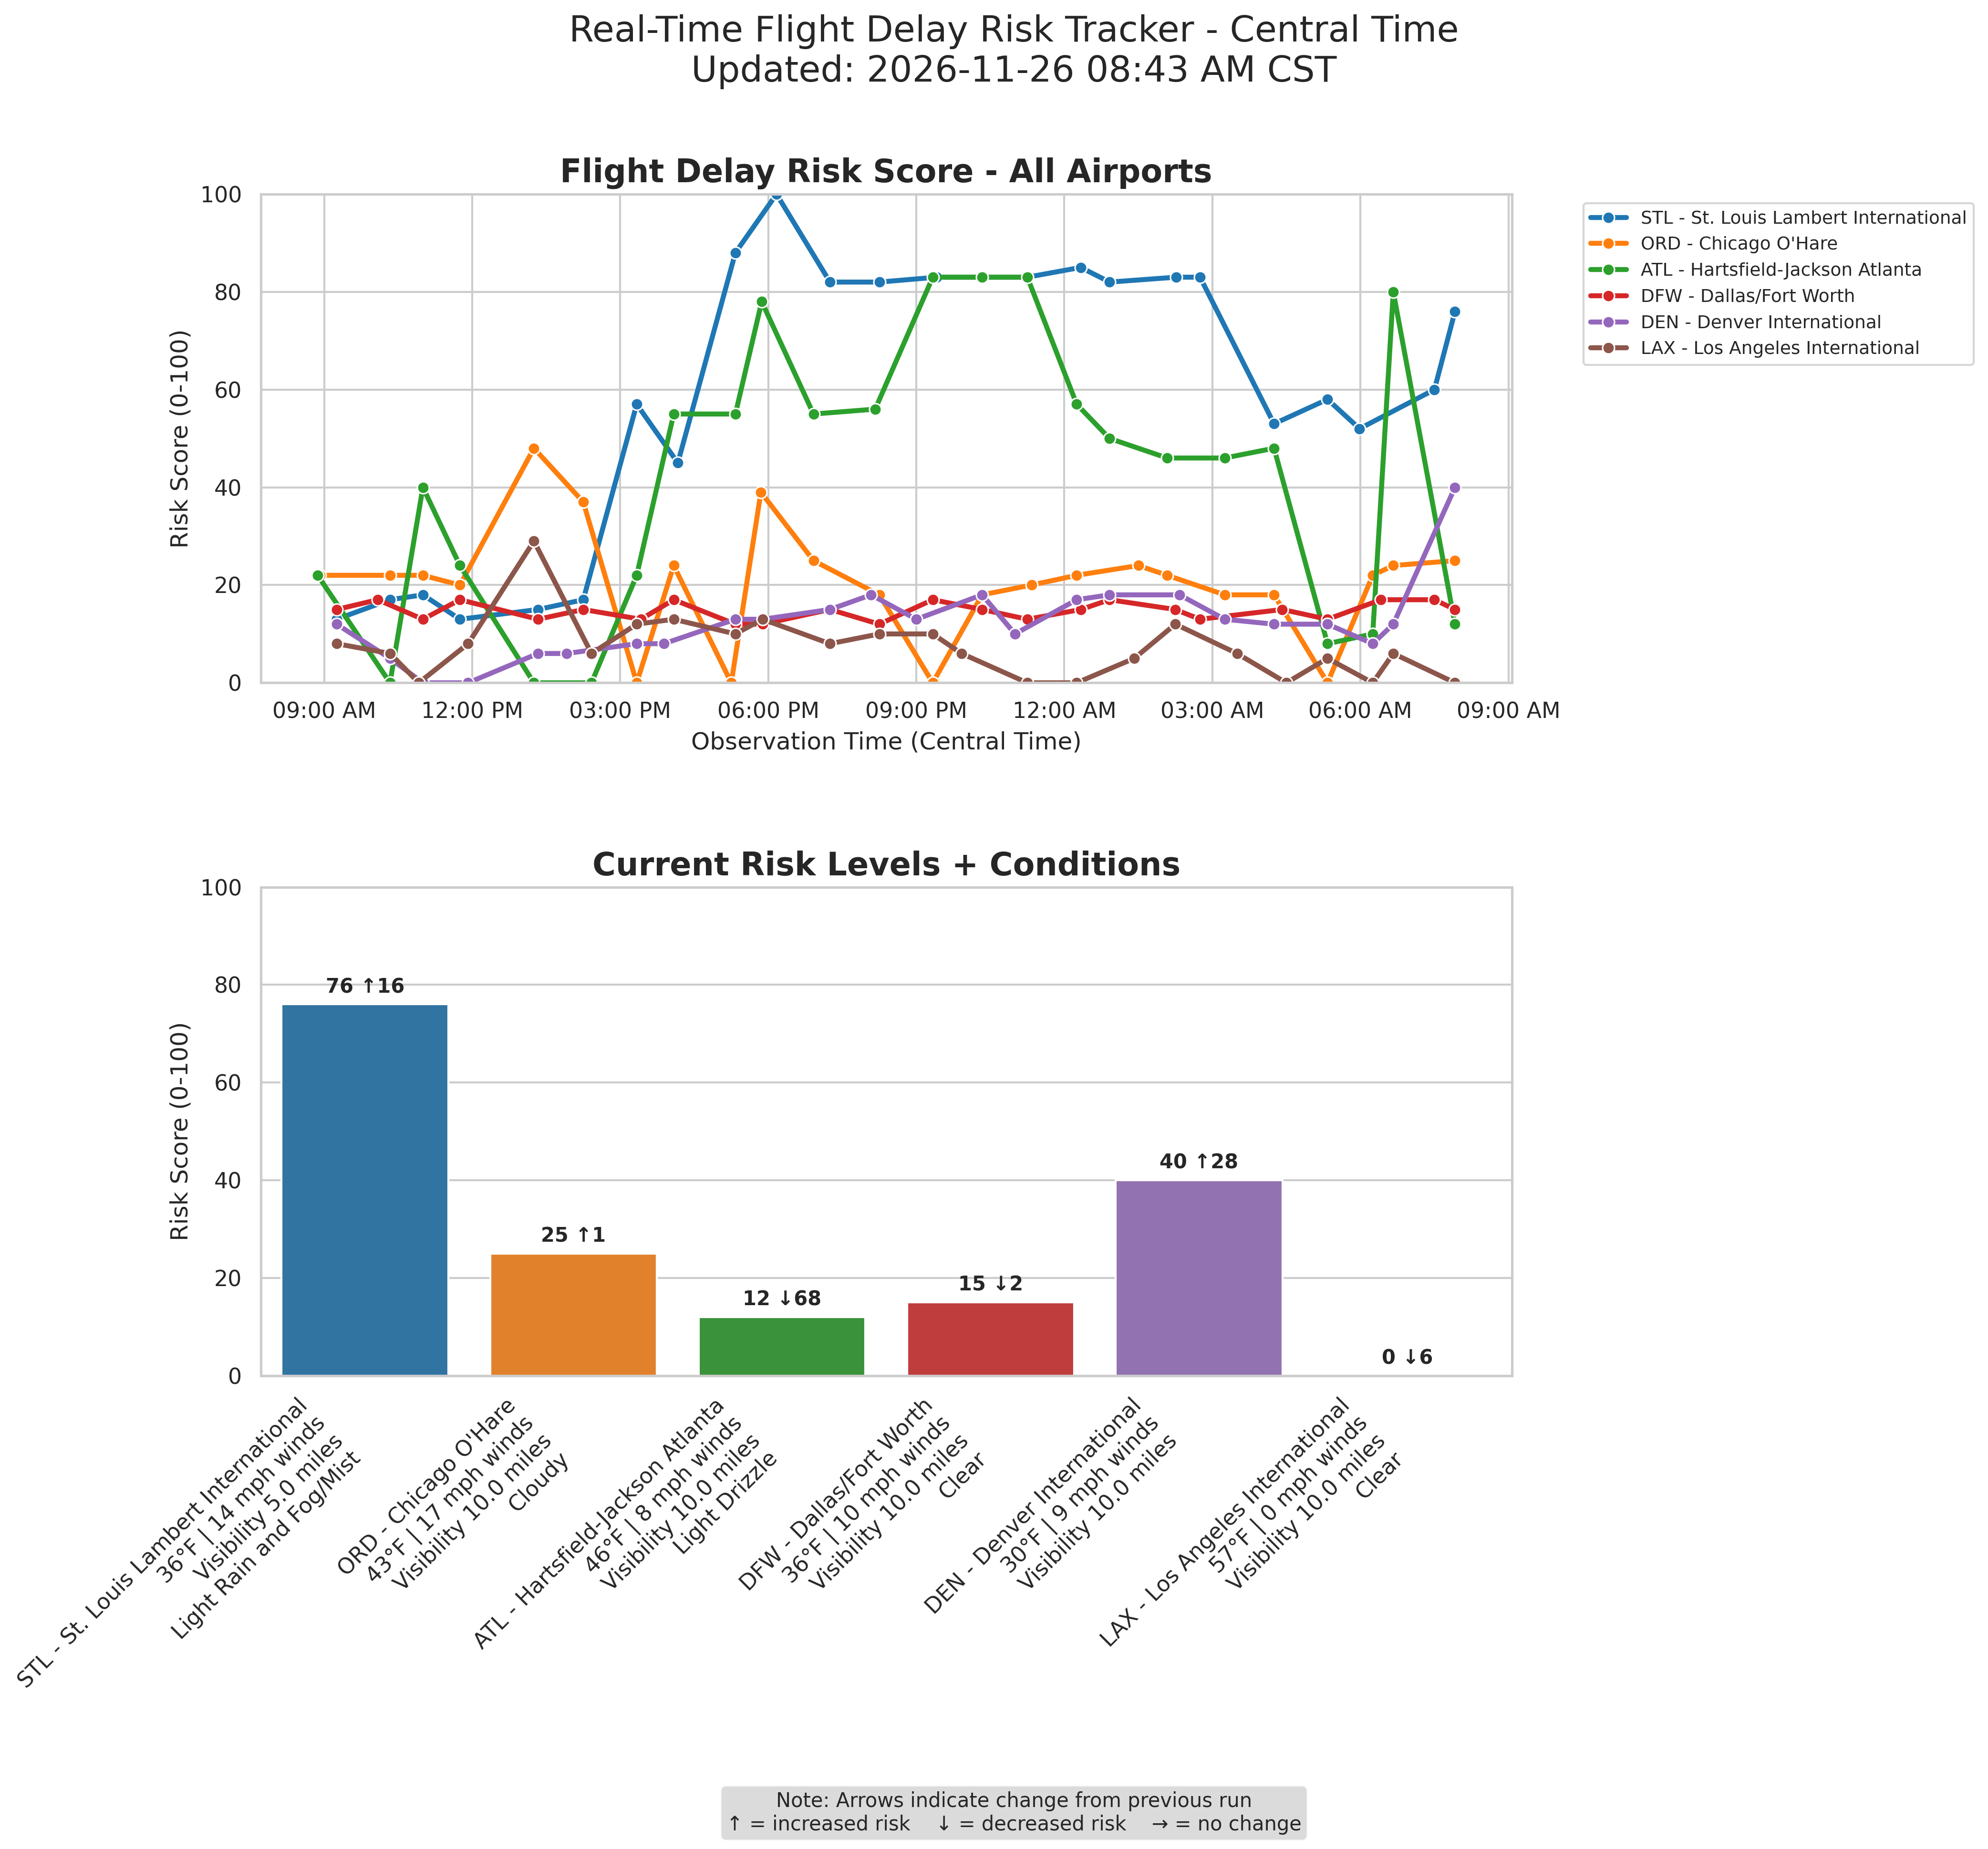 Real-Time Flight Delay Risk Tracker - Central Time
Updated: 2026-11-26 08:43 AM CST
Flight Delay Risk Score - All Airports
100
80
60
40
20
0
Risk Score (0-100)
09:00 AM
12:00 PM
03:00 PM
06:00 PM
09:00 PM
12:00 AM
03:00 AM
06:00 AM
09:00 AM
Observation Time (Central Time)
STL - St. Louis Lambert International
ORD - Chicago O'Hare
ATL - Hartsfield-Jackson Atlanta
DFW - Dallas/Fort Worth
DEN - Denver International
LAX - Los Angeles International
Current Risk Levels + Conditions
100
80
60
40
20
0
Risk Score (0-100)
76 ↑16
25 ↑1
12 ↓68
15 ↓2
40 ↑28
0 ↓6
STL - St. Louis Lambert International
36°F | 14 mph winds
Visibility 5.0 miles
Light Rain and Fog/Mist
ORD - Chicago O'Hare
43°F | 17 mph winds
Visibility 10.0 miles
Cloudy
ATL - Hartsfield-Jackson Atlanta
46°F | 8 mph winds
Visibility 10.0 miles
Light Drizzle
DFW - Dallas/Fort Worth
36°F | 10 mph winds
Visibility 10.0 miles
Clear
DEN - Denver International
30°F | 9 mph winds
Visibility 10.0 miles
LAX - Los Angeles International
57°F | 0 mph winds
Visibility 10.0 miles
Clear
Note: Arrows indicate change from previous run
↑ = increased risk ↓ = decreased risk → = no change